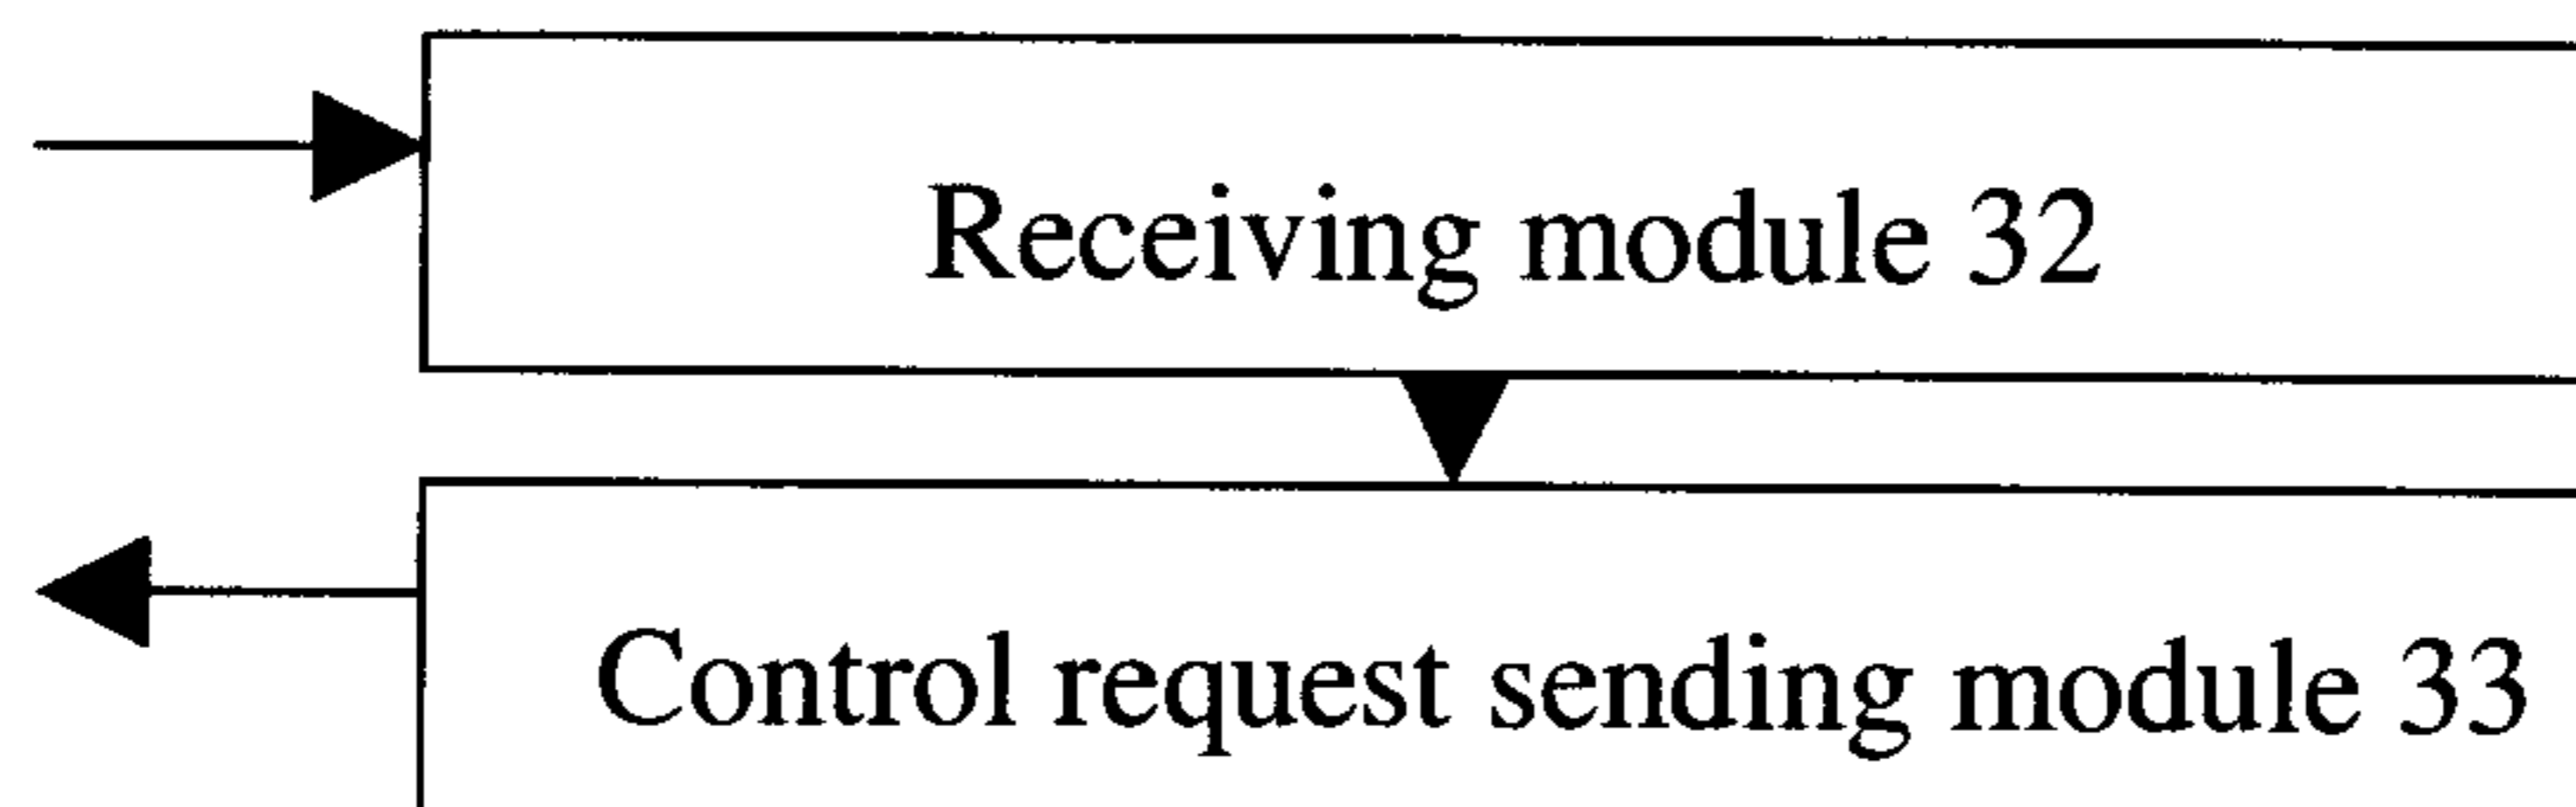 Receiving module 32
Control request sending module 33